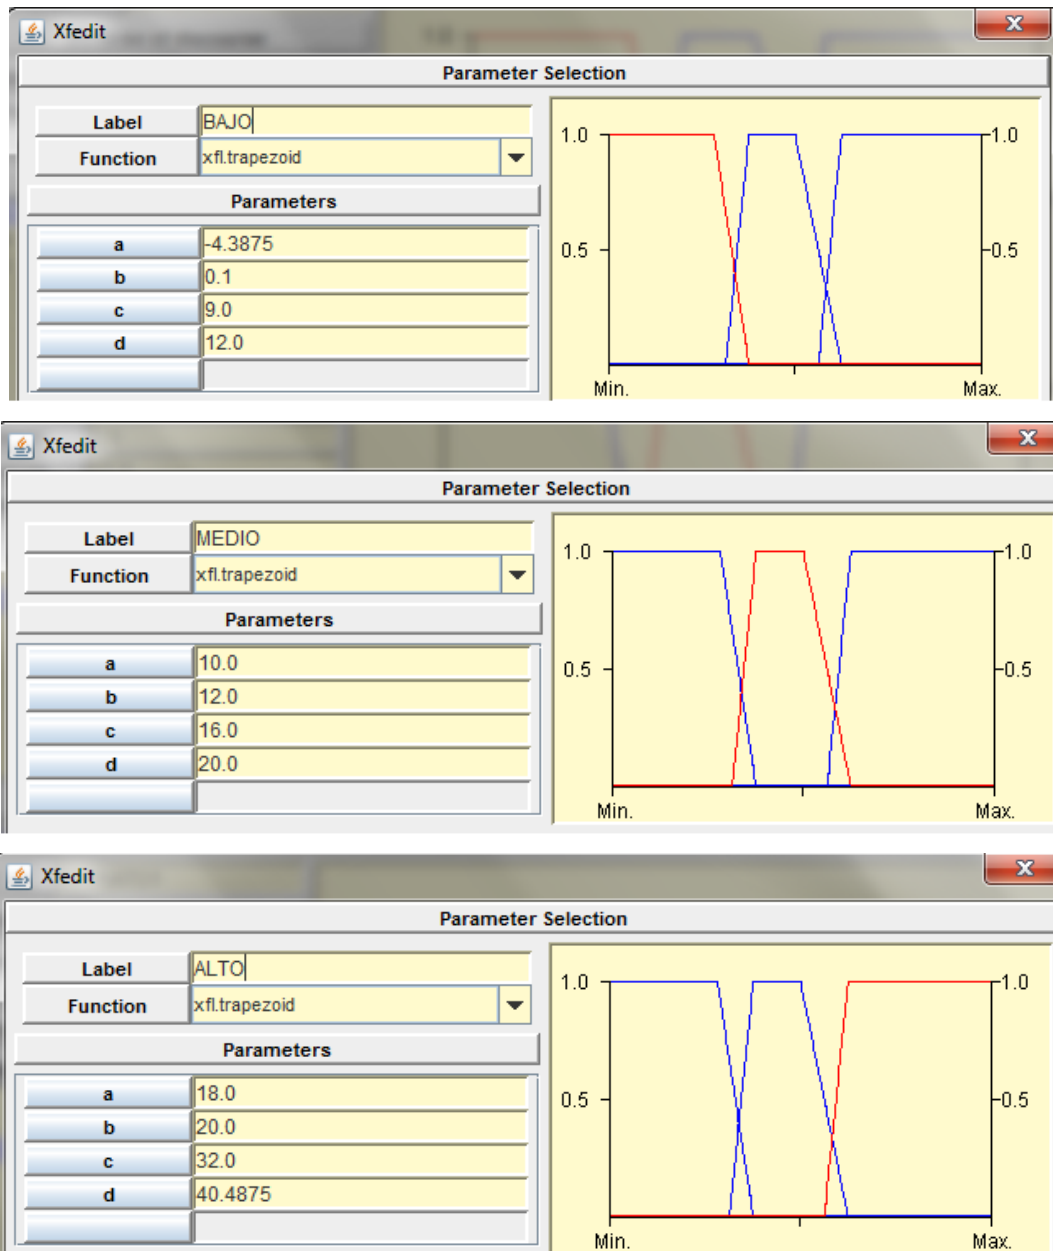 Xfedit
Parameter Selection
Label BAJO
Function xfl.trapezoid
Parameters
a -4.3875
b 0.1
c 9.0
d 12.0
1.0 1.0
0.5 0.5
Min. Max.
Xfedit
Parameter Selection
Label MEDIO
Function xfl.trapezoid
Parameters
a 10.0
b 12.0
c 16.0
d 20.0
1.0 1.0
0.5 0.5
Min. Max.
Xfedit
Parameter Selection
Label ALTO
Function xfl.trapezoid
Parameters
a 18.0
b 20.0
c 32.0
d 40.4875
1.0 1.0
0.5 0.5
Min. Max.